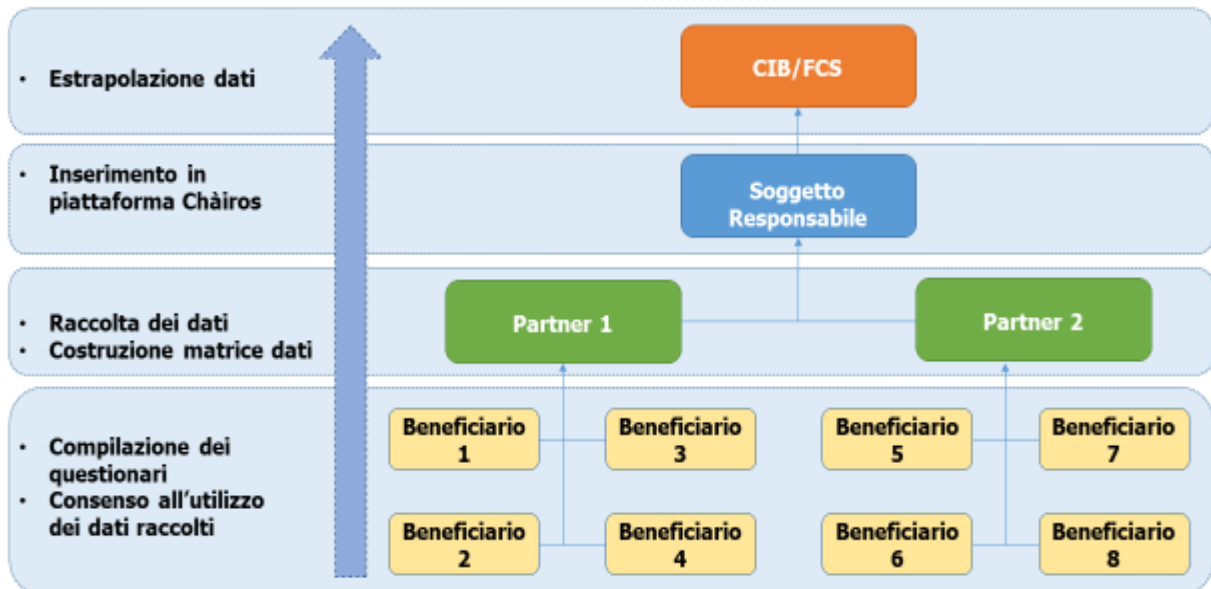 • Estrapolazione dati
CIB/FCS
• Inserimento in
piattaforma Chàiros
Soggetto
Responsabile
• Raccolta dei dati
• Costruzione matrice dati
Partner 1
Partner 2
• Compilazione dei
questionari
• Consenso all'utilizzo
dei dati raccolti
Beneficiario
1
Beneficiario
3
Beneficiario
5
Beneficiario
7
Beneficiario
2
Beneficiario
4
Beneficiario
6
Beneficiario
8